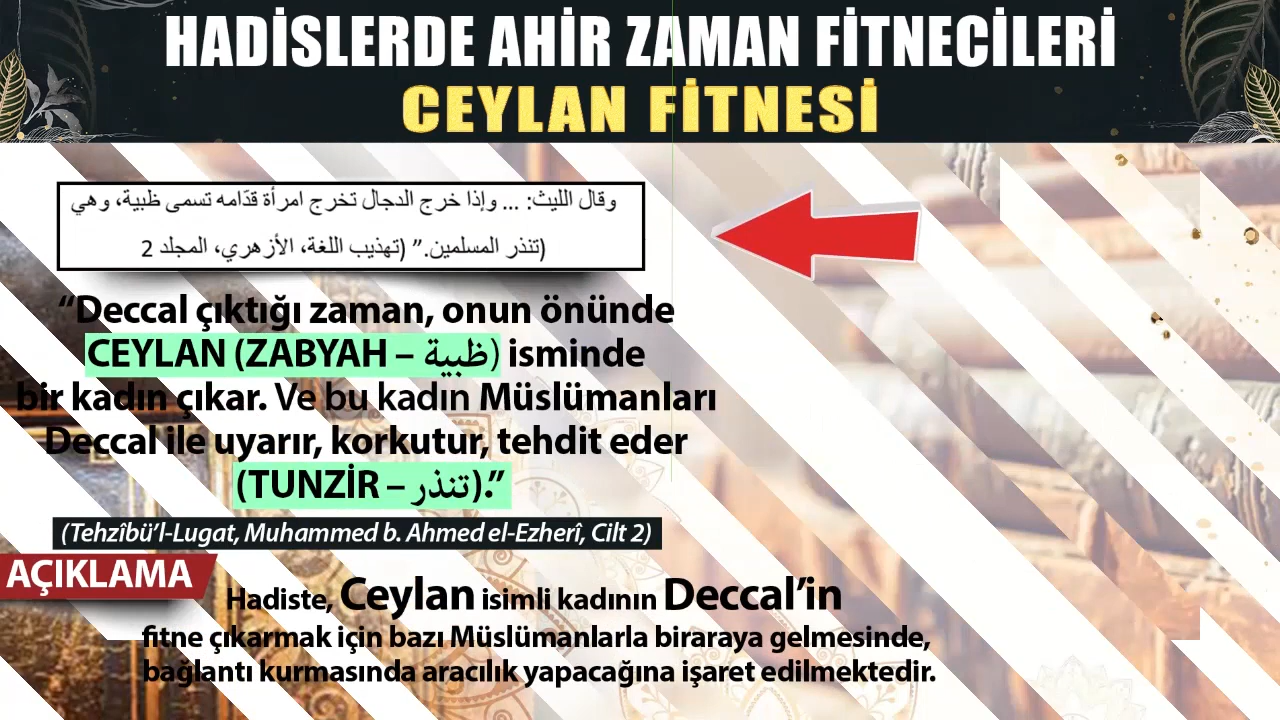 HADİSLERDE AHİR ZAMAN FİTNECİLERİ
CEYLAN FİTNESİ
وقال الليث: ... وإذا خرج الدجال تخرج امرأة قدّامه تسمى ظبية، وهي
تنذر المسلمين.” (تهذيب اللغة، الأزهري، المجلد 2)
“Deccal çıktığı zaman, onun önünde
CEYLAN (ZABYAH – ظبية) isminde
bir kadın çıkar. Ve bu kadın Müslümanları
Deccal ile uyarır, korkutur, tehdit eder
(TUNZİR – تنذر).”
(Tehzîbü’l-Lugat, Muhammed b. Ahmed el-Ezherî, Cilt 2)
AÇIKLAMA
Hadiste, Ceylan isimli kadının Deccal’in
fitne çıkarmak için bazı Müslümanlarla biraraya gelmesinde,
bağlantı kurmasında aracılık yapacağına işaret edilmektedir.